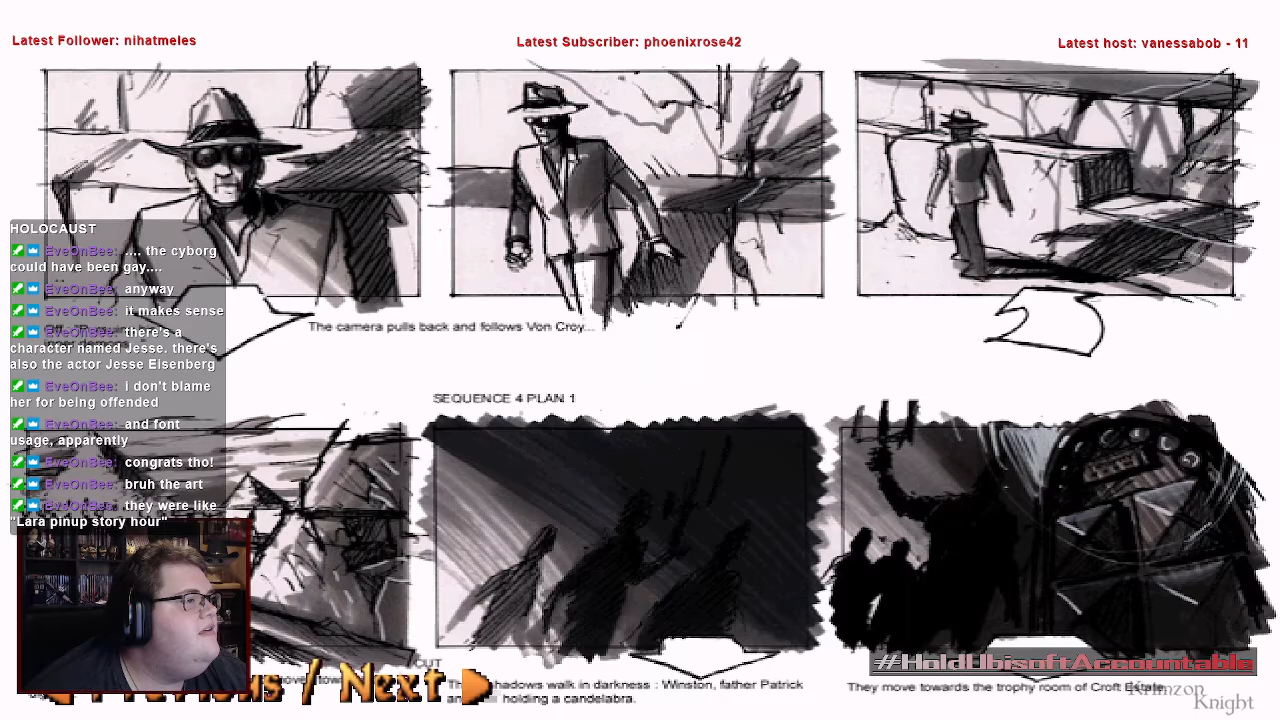 Latest Follower: nihatmeles
Latest Subscriber: phoenixrose42
Latest host: vanessabob - 11
HOLOCAUST
EveOnBee: .... the cyborg
could have been gay....
EveOnBee: anyway
EveOnBee: it makes sense
EveOnBee: there's a
character named Jesse. there's
also the actor Jesse Eisenberg
EveOnBee: I don't blame
her for being offended
EveOnBee: and font
usage, apparently
EveOnBee: congrats tho!
EveOnBee: bruh the art
EveOnBee: they were like
"Lara pinup story hour"
The camera pulls back and follows Von Croy...
SEQUENCE 4 PLAN 1
CUT
Previous / Next
shadows walk in darkness : Winston, father Patrick
holding a candelabra.
#HoldUbisoftAccountable
They move towards the trophy room of Croft Estate.
Krimzon
Knight